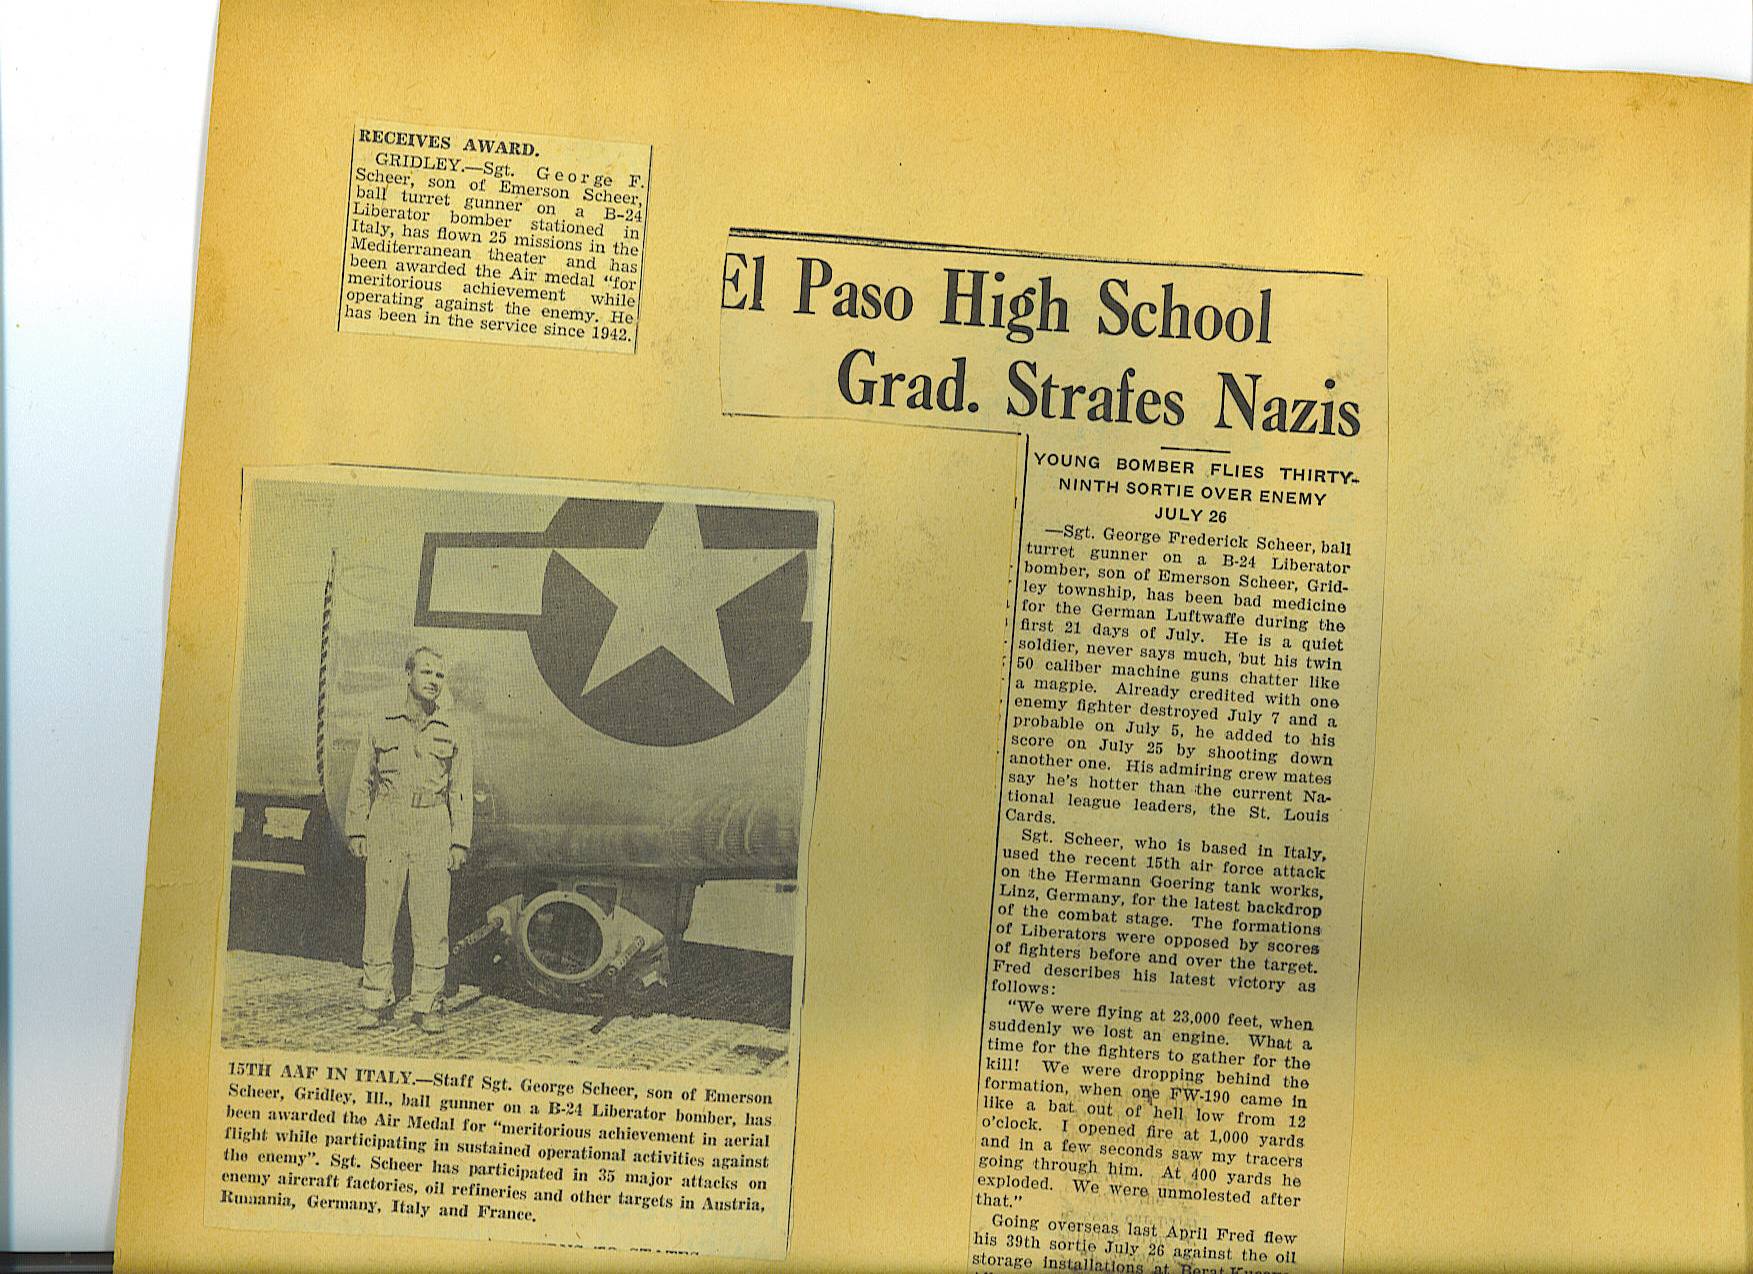 RECEIVES AWARD.
GRIDLEY.—Sgt. George F.
Scheer, son of Emerson Scheer,
ball turret gunner on a B-24
Liberator bomber stationed in
Italy, has flown 25 missions in the
Mediterranean theater and has
been awarded the Air medal "for
meritorious achievement while
operating against the enemy. He
has been in the service since 1942.
El Paso High School
Grad. Strafes Nazis
YOUNG BOMBER FLIES THIRTY-
NINTH SORTIE OVER ENEMY
JULY 26
—Sgt. George Frederick Scheer, ball
turret gunner on a B-24 Liberator
bomber, son of Emerson Scheer, Grid-
ley township, has been bad medicine
for the German Luftwaffe during the
first 21 days of July. He is a quiet
soldier, never says much, but his twin
50 caliber machine guns chatter like
a magpie. Already credited with one
enemy fighter destroyed July 7 and a
probable on July 5, he added to his
score on July 25 by shooting down
another one. His admiring crew mates
say he's hotter than the current Na-
tional league leaders, the St. Louis
Cards.
Sgt. Scheer, who is based in Italy,
used the recent 15th air force attack
on the Hermann Goering tank works,
Linz, Germany, for the latest backdrop
of the combat stage. The formations
of Liberators were opposed by scores
of fighters before and over the target.
Fred describes his latest victory as
follows:
"We were flying at 23,000 feet, when
suddenly we lost an engine. What a
time for the fighters to gather for the
kill! We were dropping behind the
formation, when one FW-190 came in
like a bat out of hell low from 12
o'clock. I opened fire at 1,000 yards
and in a few seconds saw my tracers
going through him. At 400 yards he
exploded. We were unmolested after
that."
Going overseas last April Fred flew
his 39th sortie July 26 against the oil
storage installations at
15TH AAF IN ITALY.—Staff Sgt. George Scheer, son of Emerson
Scheer, Gridley, Ill., ball gunner on a B-24 Liberator bomber, has
been awarded the Air Medal for "meritorious achievement in aerial
flight while participating in sustained operational activities against
the enemy". Sgt. Scheer has participated in 35 major attacks on
enemy aircraft factories, oil refineries and other targets in Austria,
Rumania, Germany, Italy and France.